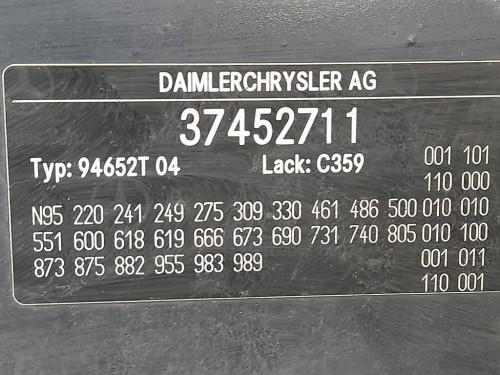 DAIMLERCHRYSLER AG
37452711
Typ: 94652T 04 Lack: C359 001 101
110 000
N95 220 241 249 275 309 330 461 486 500 010 010
551 600 618 619 666 673 690 731 740 805 010 100
873 875 882 955 983 989 001 011
110 001